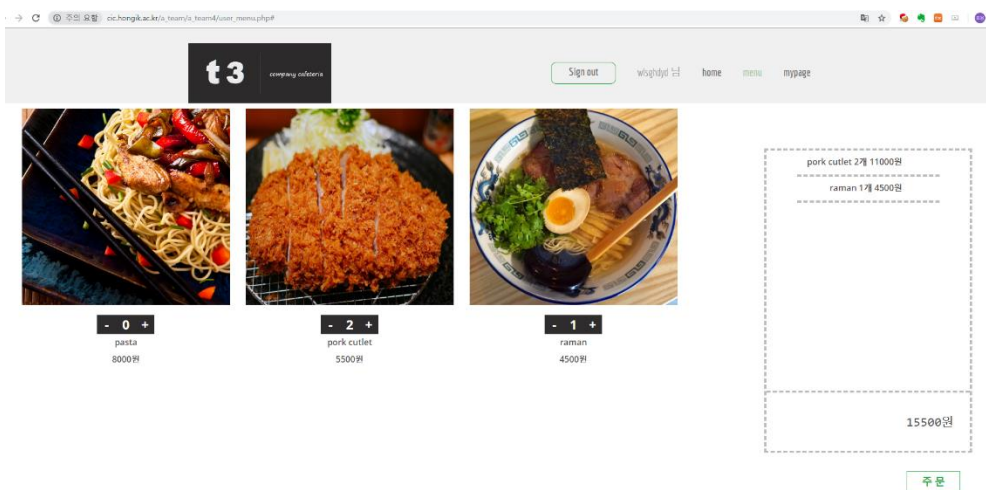 주의 요함 cic.hongik.ac.kr/a_team/a_team4/user_menu.php#
t3 company cafeteria
Sign out
님 home menu mypage
pork cutlet 2개 11000원
raman 1개 4500원
- 0 +
- 2 +
- 1 +
pasta
pork cutlet
raman
8000원
5500원
4500원
15500원
주문